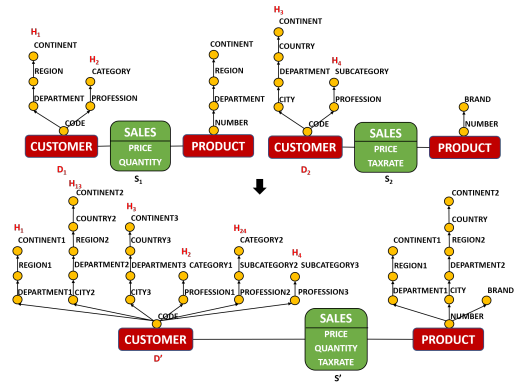 H1
CONTINENT
H2
REGION
CATEGORY
DEPARTMENT
PROFESSION
CODE
CUSTOMER
D1
SALES
PRICE
QUANTITY
S1
CONTINENT
REGION
DEPARTMENT
NUMBER
PRODUCT
H3
CONTINENT
COUNTRY
H4
DEPARTMENT
SUBCATEGORY
CITY
PROFESSION
CODE
CUSTOMER
D2
SALES
PRICE
TAXRATE
S2
BRAND
NUMBER
PRODUCT
H1
CONTINENT1
REGION1
DEPARTMENT1
H13
CONTINENT2
COUNTRY2
REGION2
DEPARTMENT2
CITY2
H3
CONTINENT3
COUNTRY3
DEPARTMENT3
CITY3
H2
CATEGORY1
PROFESSION1
H24
CATEGORY2
SUBCATEGORY2
PROFESSION2
H4
SUBCATEGORY3
PROFESSION3
CODE
CUSTOMER
D'
SALES
PRICE
QUANTITY
TAXRATE
S'
CONTINENT1
REGION1
DEPARTMENT1
CONTINENT2
COUNTRY
REGION2
DEPARTMENT2
CITY
BRAND
NUMBER
PRODUCT